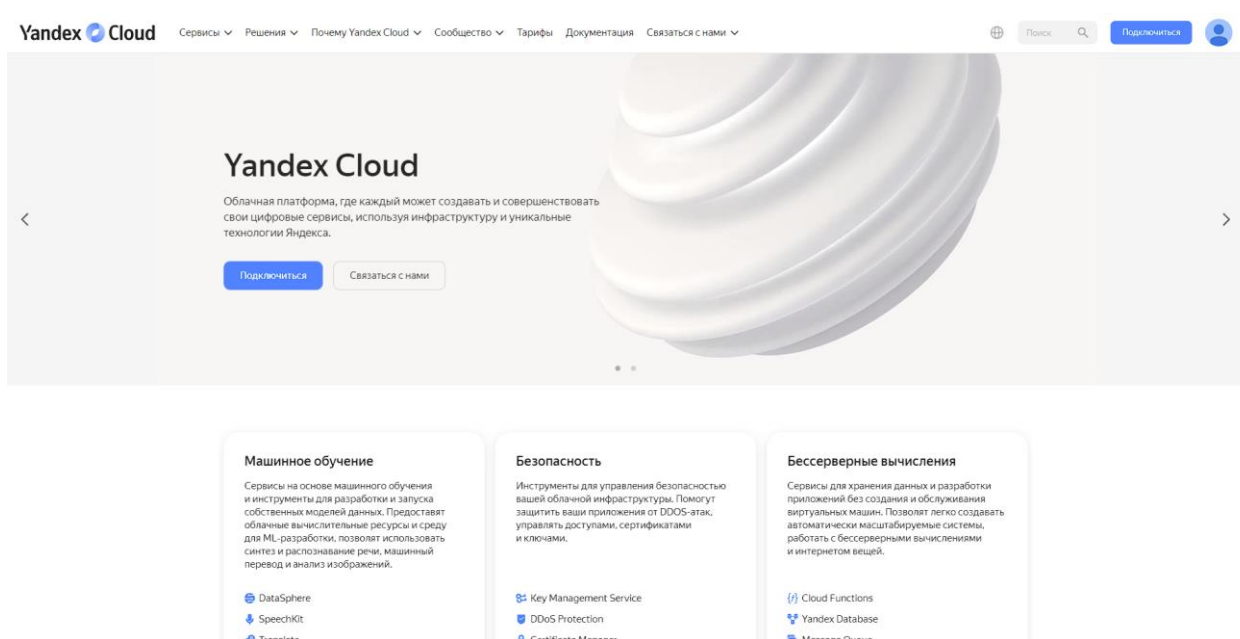 Yandex Cloud
Сервисы Решения Почему Yandex Cloud Сообщество Тарифы Документация Связаться с нами Поиск Подключиться
Yandex Cloud
Облачная платформа, где каждый может создавать и совершенствовать
свои цифровые сервисы, используя инфраструктуру и уникальные
технологии Яндекса.
Подключиться Связаться с нами
Машинное обучение
Сервисы на основе машинного обучения
и инструменты для разработки и запуска
собственных моделей данных. Предоставят
облачные вычислительные ресурсы и среду
для ML-разработки, позволят использовать
синтез и распознавание речи, машинный
перевод и анализ изображений.
DataSphere
SpeechKit
Translate
Безопасность
Инструменты для управления безопасностью
вашей облачной инфраструктуры. Помогут
защитить ваши приложения от DDOS-атак,
управлять доступами, сертификатами
и ключами.
Key Management Service
DDoS Protection
Certificate Manager
Бессерверные вычисления
Сервисы для хранения данных и разработки
приложений без создания и обслуживания
виртуальных машин. Позволят легко создавать
автоматически масштабируемые системы,
работать с бессерверными вычислениями
и интернетом вещей.
Cloud Functions
Yandex Database
Message Queue